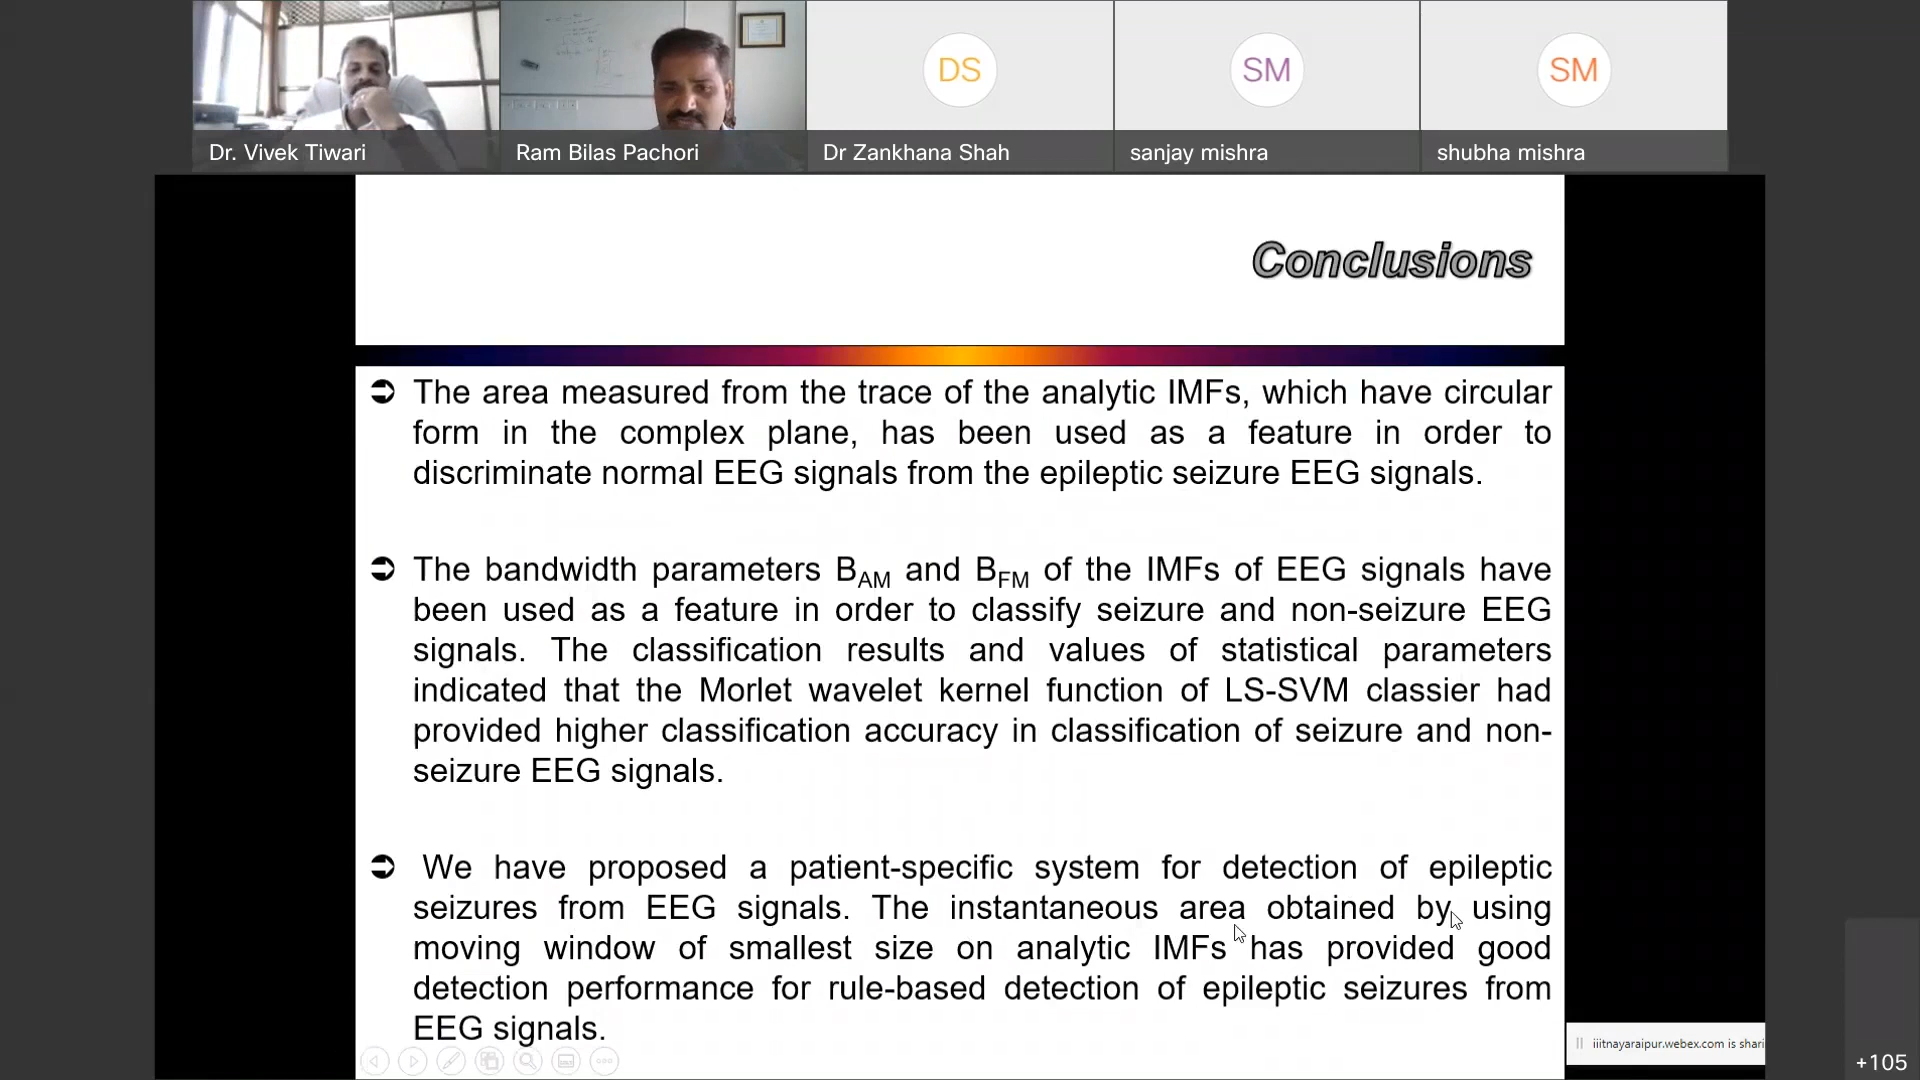 DS
SM
SM
Dr. Vivek Tiwari
Ram Bilas Pachori
Dr Zankhana Shah
sanjay mishra
shubha mishra
Conclusions
The area measured from the trace of the analytic IMFs, which have circular
form in the complex plane, has been used as a feature in order to
discriminate normal EEG signals from the epileptic seizure EEG signals.
The bandwidth parameters BAM and BFM of the IMFs of EEG signals have
been used as a feature in order to classify seizure and non-seizure EEG
signals. The classification results and values of statistical parameters
indicated that the Morlet wavelet kernel function of LS-SVM classier had
provided higher classification accuracy in classification of seizure and non-
seizure EEG signals.
We have proposed a patient-specific system for detection of epileptic
seizures from EEG signals. The instantaneous area obtained by using
moving window of smallest size on analytic IMFs has provided good
detection performance for rule-based detection of epileptic seizures from
EEG signals.
iiitnayaraipur.webex.com is shari
+105